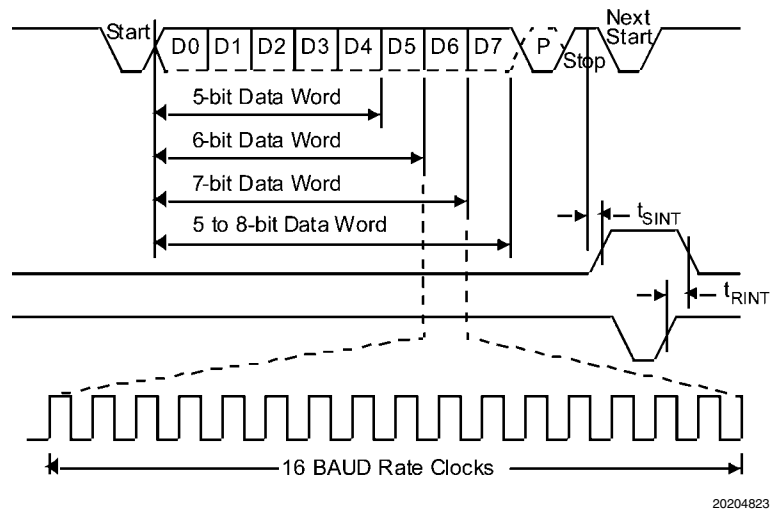 Next
Start
Start
D0 D1 D2 D3 D4 D5 D6 D7 P
Stop
5-bit Data Word
6-bit Data Word
7-bit Data Word
5 to 8-bit Data Word
tSINT
tRINT
16 BAUD Rate Clocks
20204823